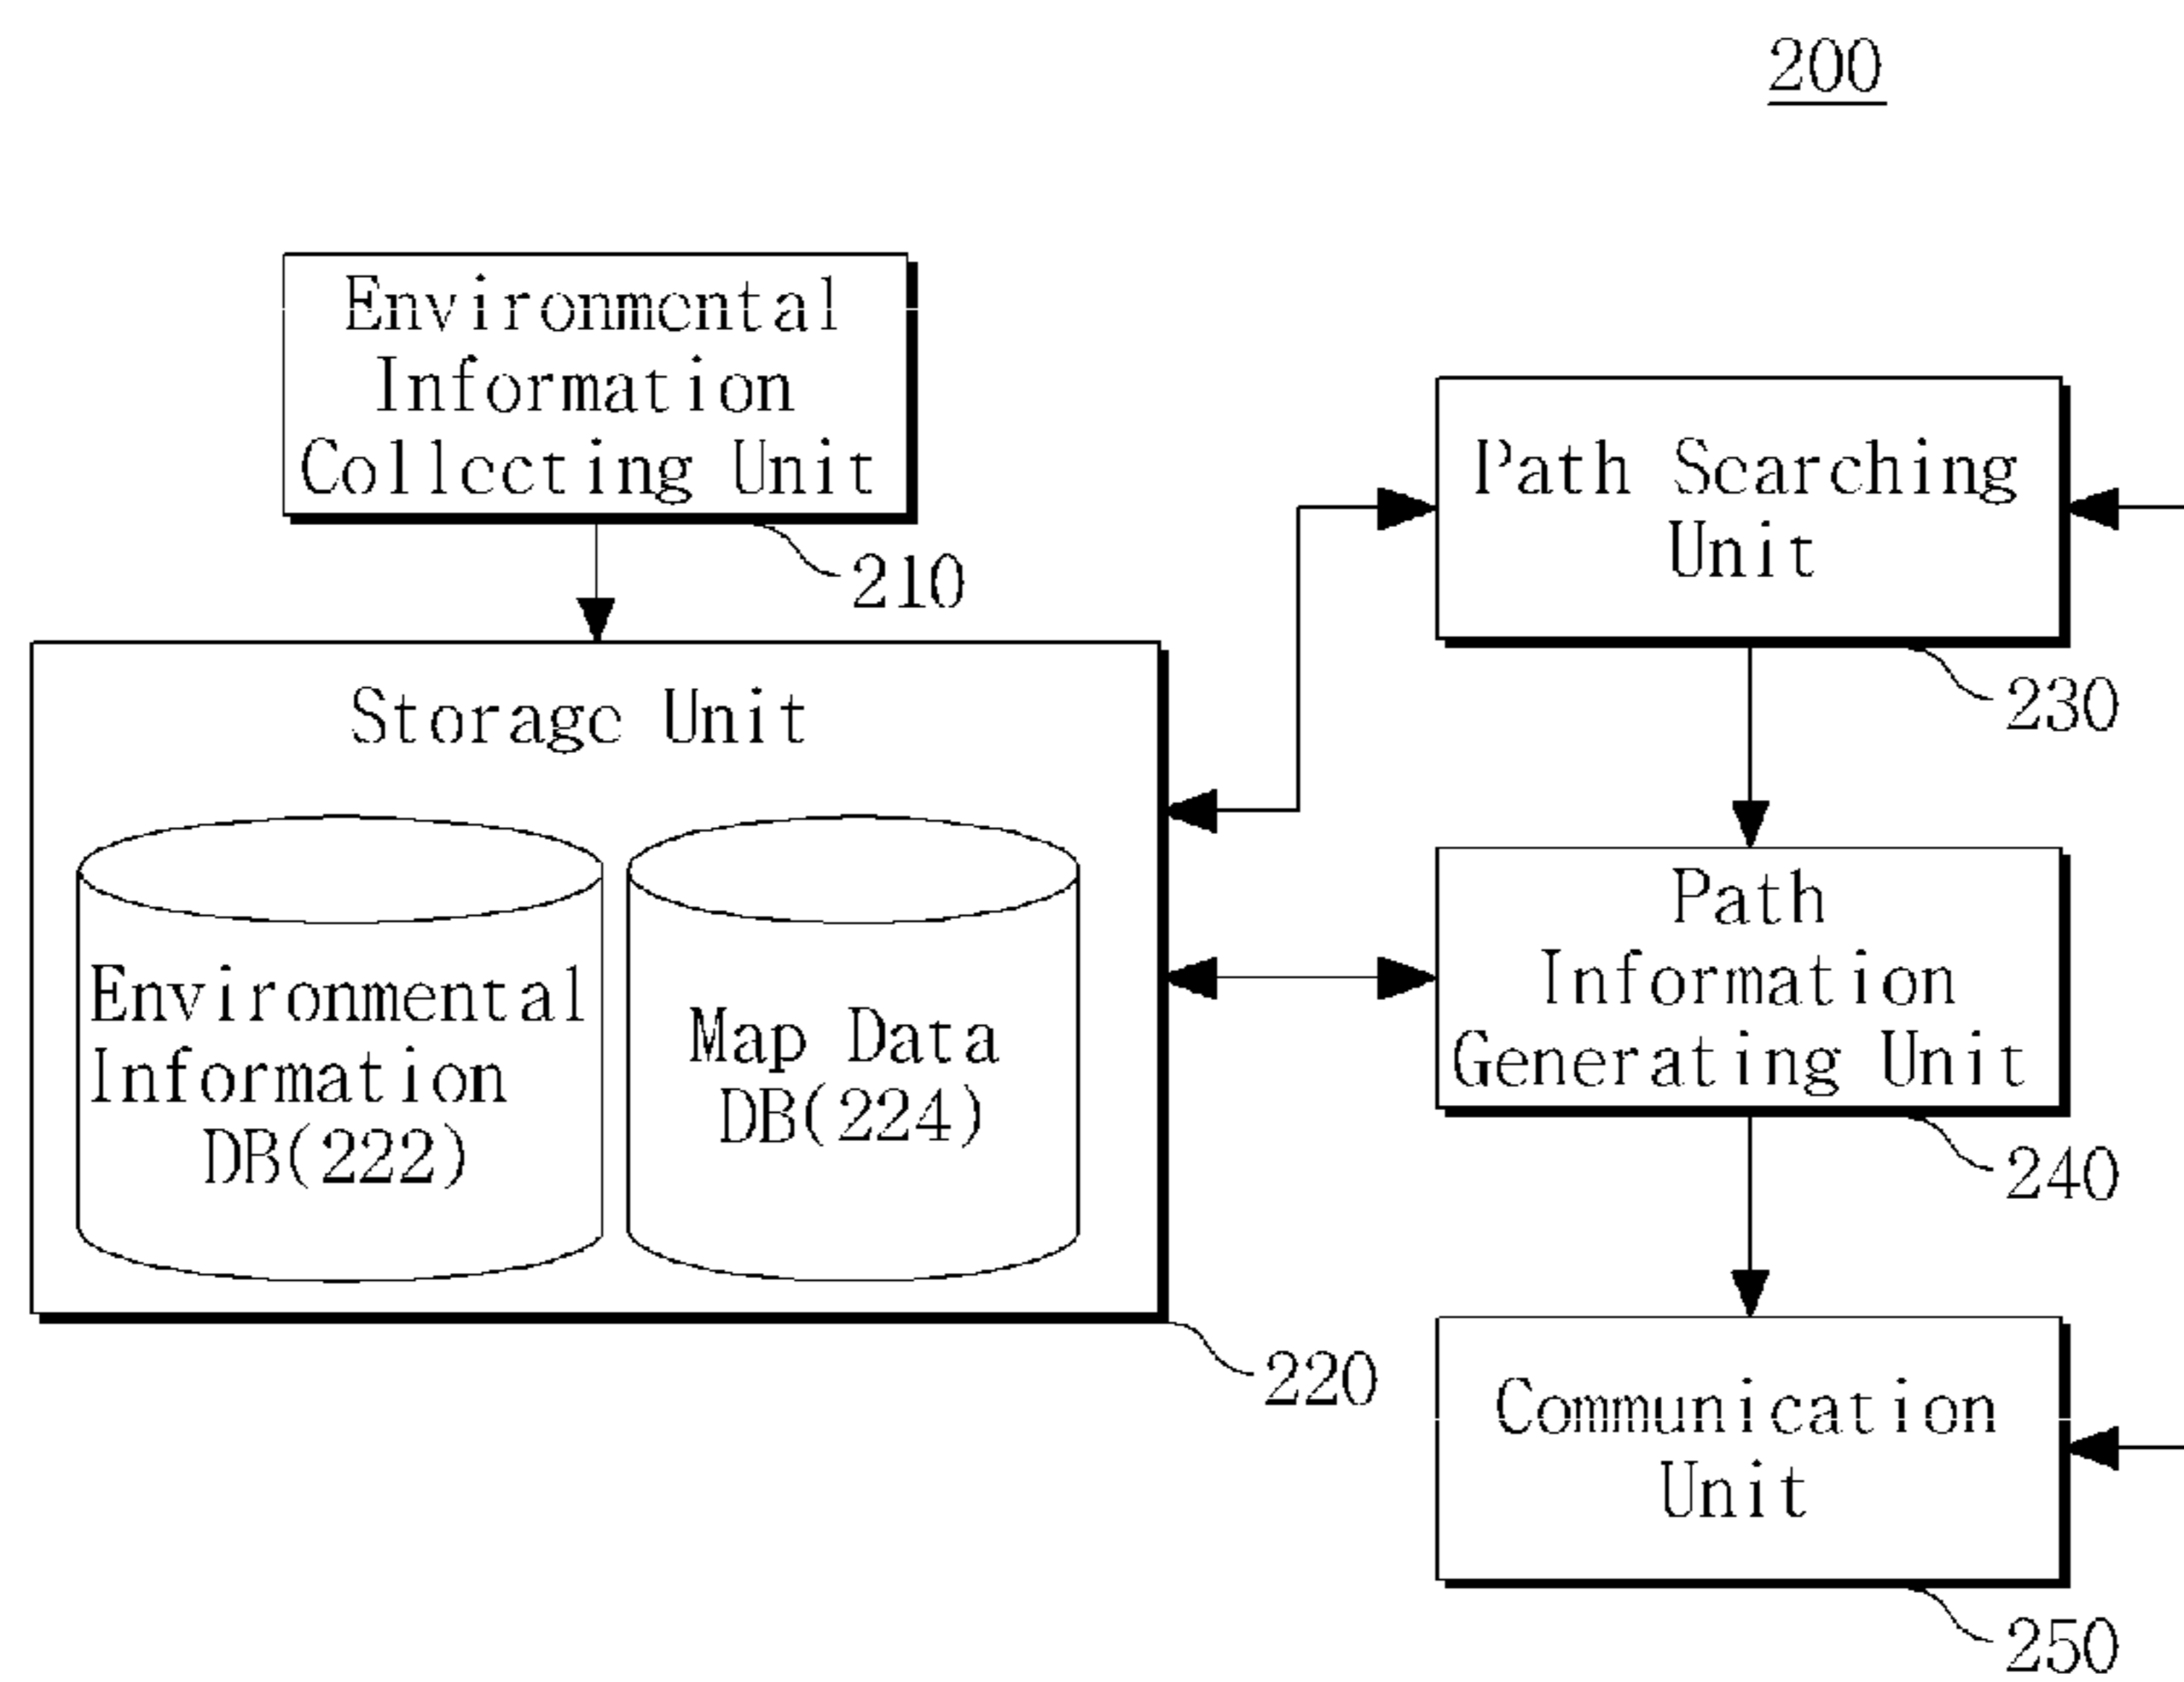 200
Environmental
Information
Collecting Unit
210
Storage Unit
Environmental
Information
DB(222)
Map Data
DB(224)
220
Path Searching
Unit
230
Path
Information
Generating Unit
240
Communication
Unit
250